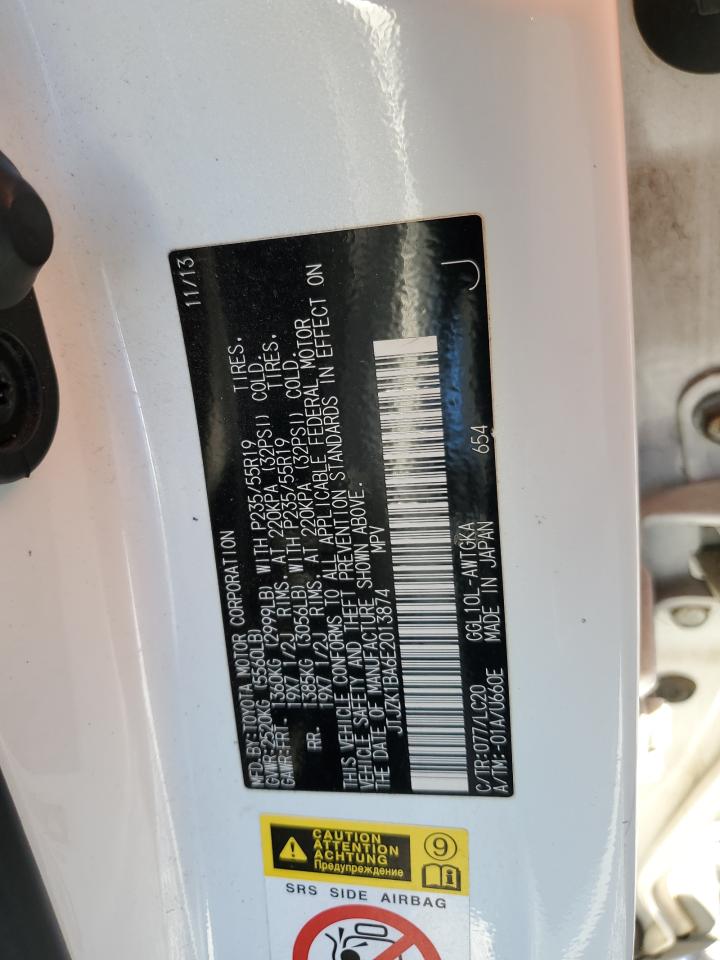 MFD.BY: TOYOTA MOTOR CORPORATION 11/13
GVWR: 2520KG (5560LB)
GAWR:FRT- 1360KG (2999LB) WITH P235/55R19 TIRES,
19X7 1/2J RIMS, AT 220KPA (32PSI) COLD.
RR. 1385KG (3056LB) WITH P235/55R19 TIRES,
19X7 1/2J RIMS, AT 220KPA (32PSI) COLD.
THIS VEHICLE CONFORMS TO ALL APPLICABLE FEDERAL MOTOR
VEHICLE SAFETY AND THEFT PREVENTION STANDARDS IN EFFECT ON
THE DATE OF MANUFACTURE SHOWN ABOVE.
JTJZK1BA6E2013874 MPV
C/TR:077/LC20 GGL10L-AWTGKA 654 J
A/TM:-01A/U660E MADE IN JAPAN
CAUTION
ATTENTION
ACHTUNG
Предупреждение
9
SRS SIDE AIRBAG